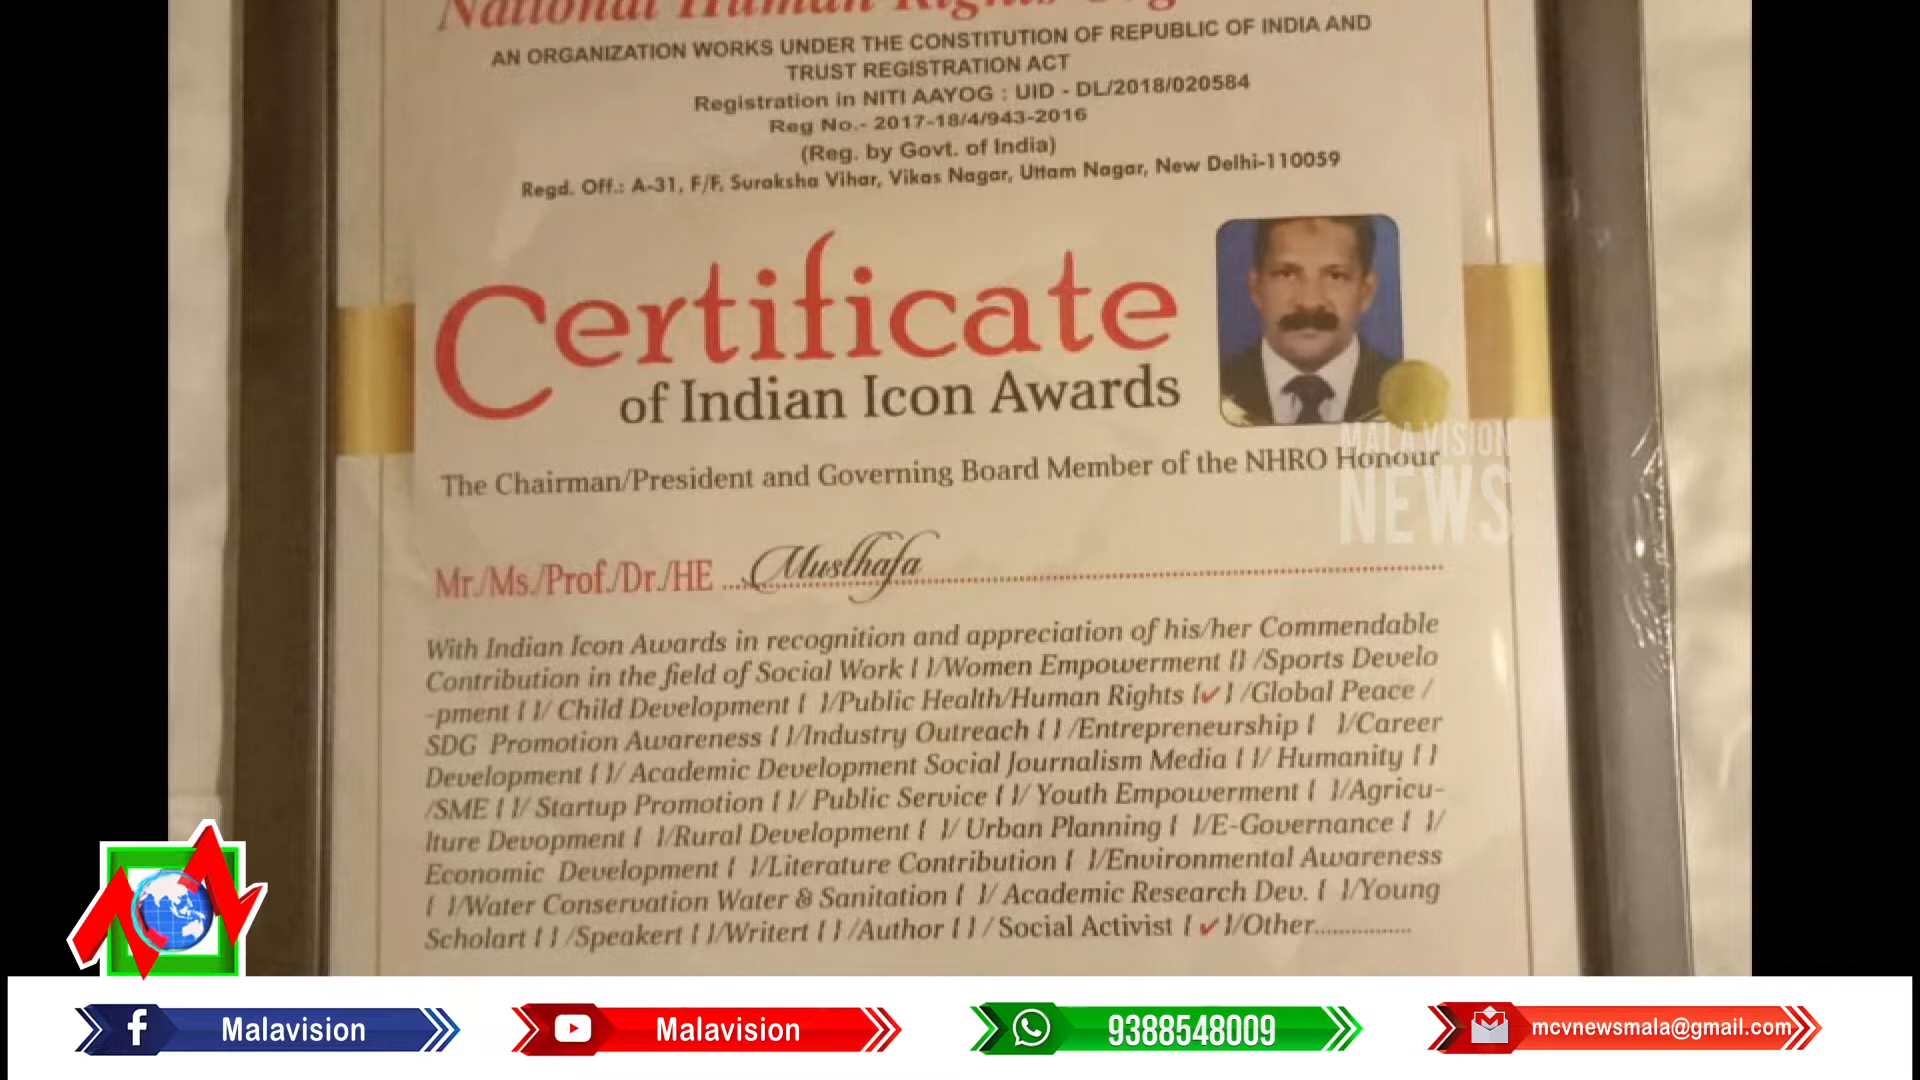 National Human Rights
AN ORGANIZATION WORKS UNDER THE CONSTITUTION OF REPUBLIC OF INDIA AND
TRUST REGISTRATION ACT
Registration in NITI AAYOG : UID - DL/2018/020584
Reg No.- 2017-18/4/943-2016
(Reg. by Govt. of India)
Regd. Off.: A-31, F/F, Suraksha Vihar, Vikas Nagar, Uttam Nagar, New Delhi-110059
Certificate
of Indian Icon Awards
The Chairman/President and Governing Board Member of the NHRO Honour
MALA VISION
NEWS
Mr./Ms./Prof./Dr./HE ....Musthafa....
With Indian Icon Awards in recognition and appreciation of his/her Commendable
Contribution in the field of Social Work [ ]/Women Empowerment [] /Sports Develo
-pment [ ]/ Child Development [ ]/Public Health/Human Rights [✔] /Global Peace /
SDG Promotion Awareness [ ]/Industry Outreach [ ] /Entrepreneurship [ ]/Career
Development [ ]/ Academic Development Social Journalism Media [ ]/ Humanity [ ]
/SME [ ]/ Startup Promotion [ ]/ Public Service [ ]/ Youth Empowerment [ ]/Agricu-
lture Devopment [ ]/Rural Development [ ]/ Urban Planning [ ]/E-Governance [ ]/
Economic Development [ ]/Literature Contribution [ ]/Environmental Awareness
[ ]/Water Conservation Water & Sanitation [ ]/ Academic Research Dev. [ ]/Young
Scholart [ ] /Speakert [ ]/Writert [ ] /Author [ ] / Social Activist [✔]/Other.................
Malavision
Malavision
9388548009
mcvnewsmala@gmail.com